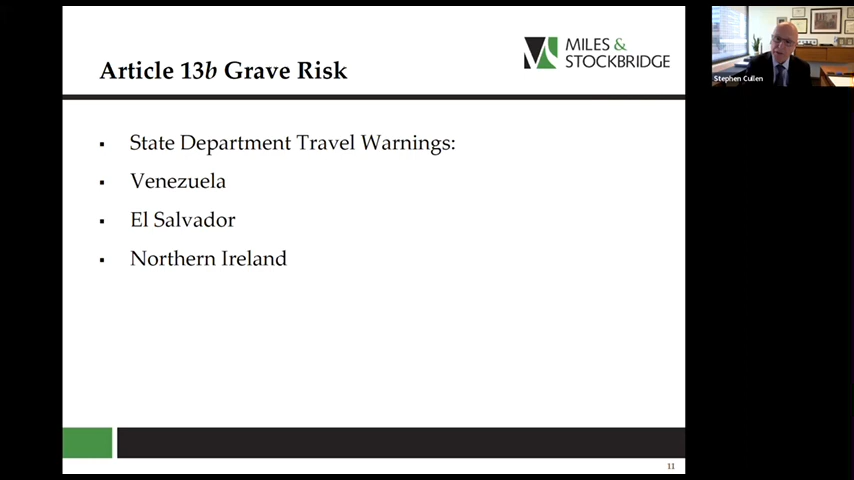 Article 13b Grave Risk
MILES &
STOCKBRIDGE
▪ State Department Travel Warnings:
▪ Venezuela
▪ El Salvador
▪ Northern Ireland
11
Stephen Cullen